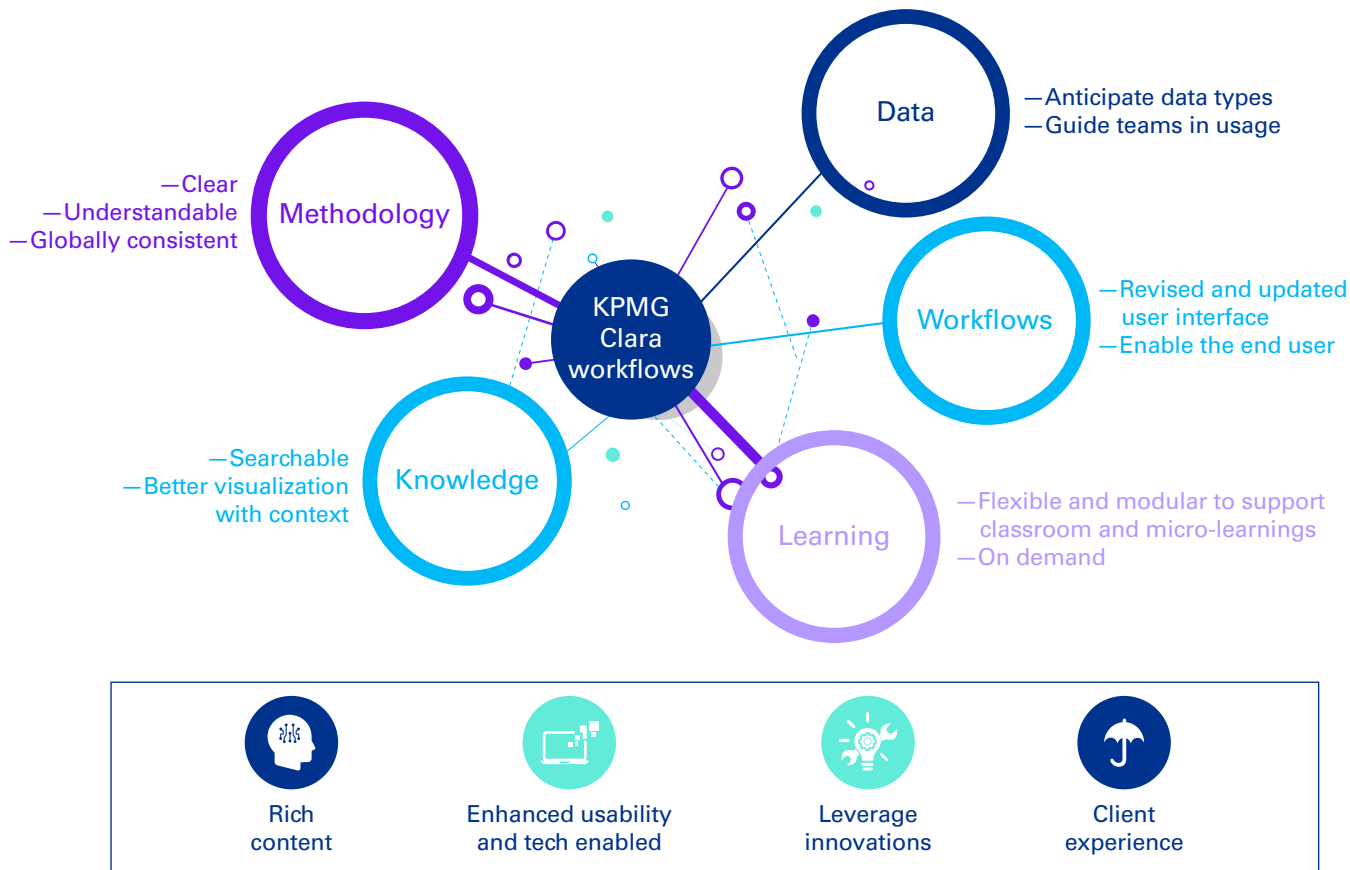 Data
—Anticipate data types
—Guide teams in usage
—Clear
—Understandable
—Globally consistent
Methodology
KPMG
Clara
workflows
Workflows
—Revised and updated
user interface
—Enable the end user
—Searchable
—Better visualization
with context
Knowledge
Learning
—Flexible and modular to support
classroom and micro-learnings
—On demand
Rich
content
Enhanced usability
and tech enabled
Leverage
innovations
Client
experience